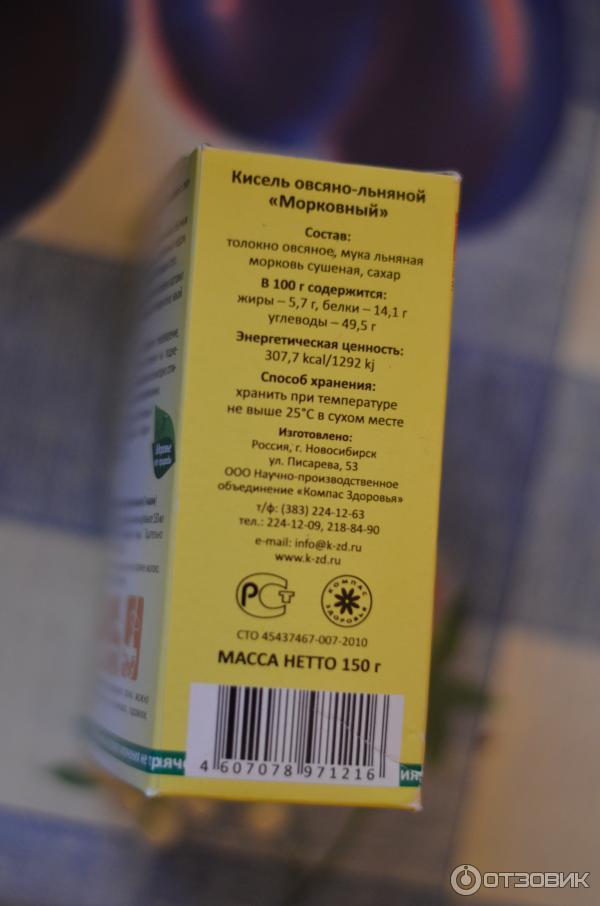 Кисель овсяно-льняной
«Морковный»
Состав:
толокно овсяное, мука льняная
морковь сушеная, сахар
В 100 г содержится:
жиры – 5,7 г, белки – 14,1 г
углеводы – 49,5 г
Энергетическая ценность:
307,7 kcal/1292 kj
Способ хранения:
хранить при температуре
не выше 25°С в сухом месте
Изготовлено:
Россия, г. Новосибирск
ул. Писарева, 53
ООО Научно-производственное
объединение «Компас Здоровья»
т/ф: (383) 224-12-63
тел.: 224-12-09, 218-84-90
e-mail: info@k-zd.ru
www.k-zd.ru
РСТ
КОМПАС ЗДОРОВЬЯ
СТО 45437467-007-2010
МАССА НЕТТО 150 г
4 607078 971216
ОТЗОВИК